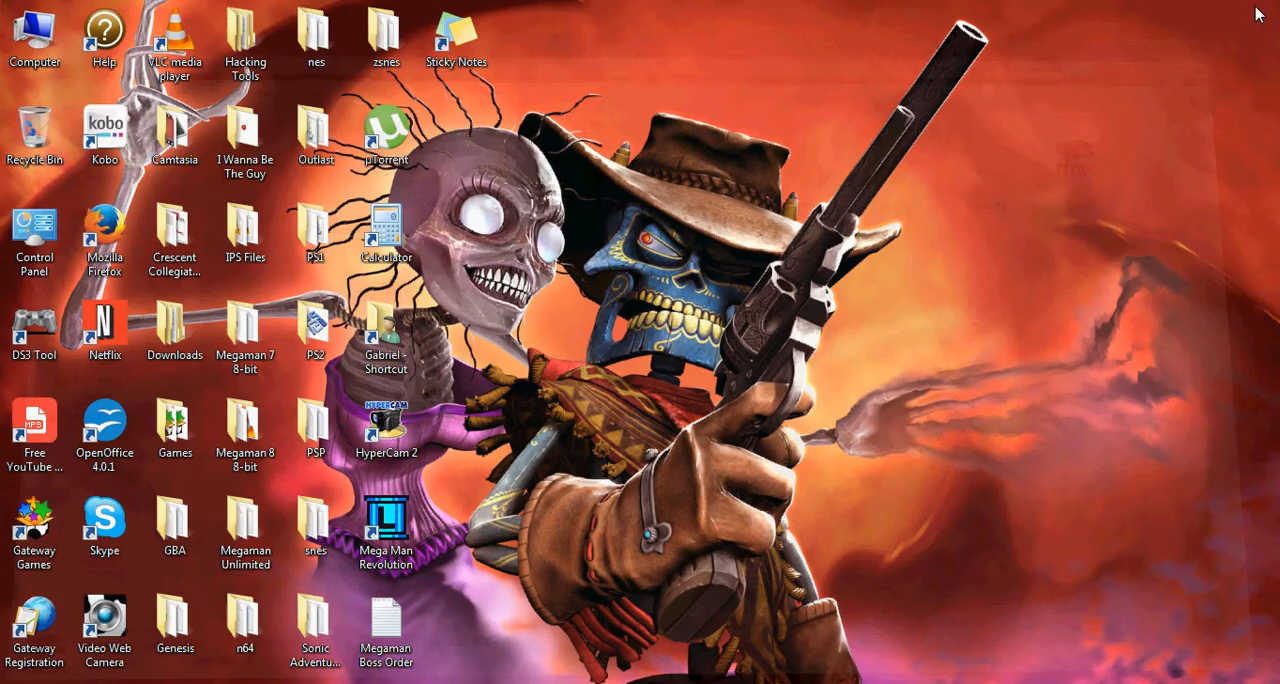 Computer
Help
VLC media
player
Hacking
Tools
nes
zsnes
Sticky Notes
Recycle Bin
kobo
Kobo
Camtasia
I Wanna Be
The Guy
Outlast
µTorrent
Control
Panel
Mozilla
Firefox
Crescent
Collegiat...
IPS Files
PS1
Calculator
DS3 Tool
N
Netflix
Downloads
Megaman 7
8-bit
PS2
Gabriel -
Shortcut
MP3
Free
YouTube ...
OpenOffice
4.0.1
Games
Megaman 8
8-bit
PSP
HYPERCAM
HyperCam 2
Gateway
Games
S
Skype
GBA
Megaman
Unlimited
snes
Mega Man
Revolution
Gateway
Registration
Video Web
Camera
Genesis
n64
Sonic
Adventu...
Megaman
Boss Order